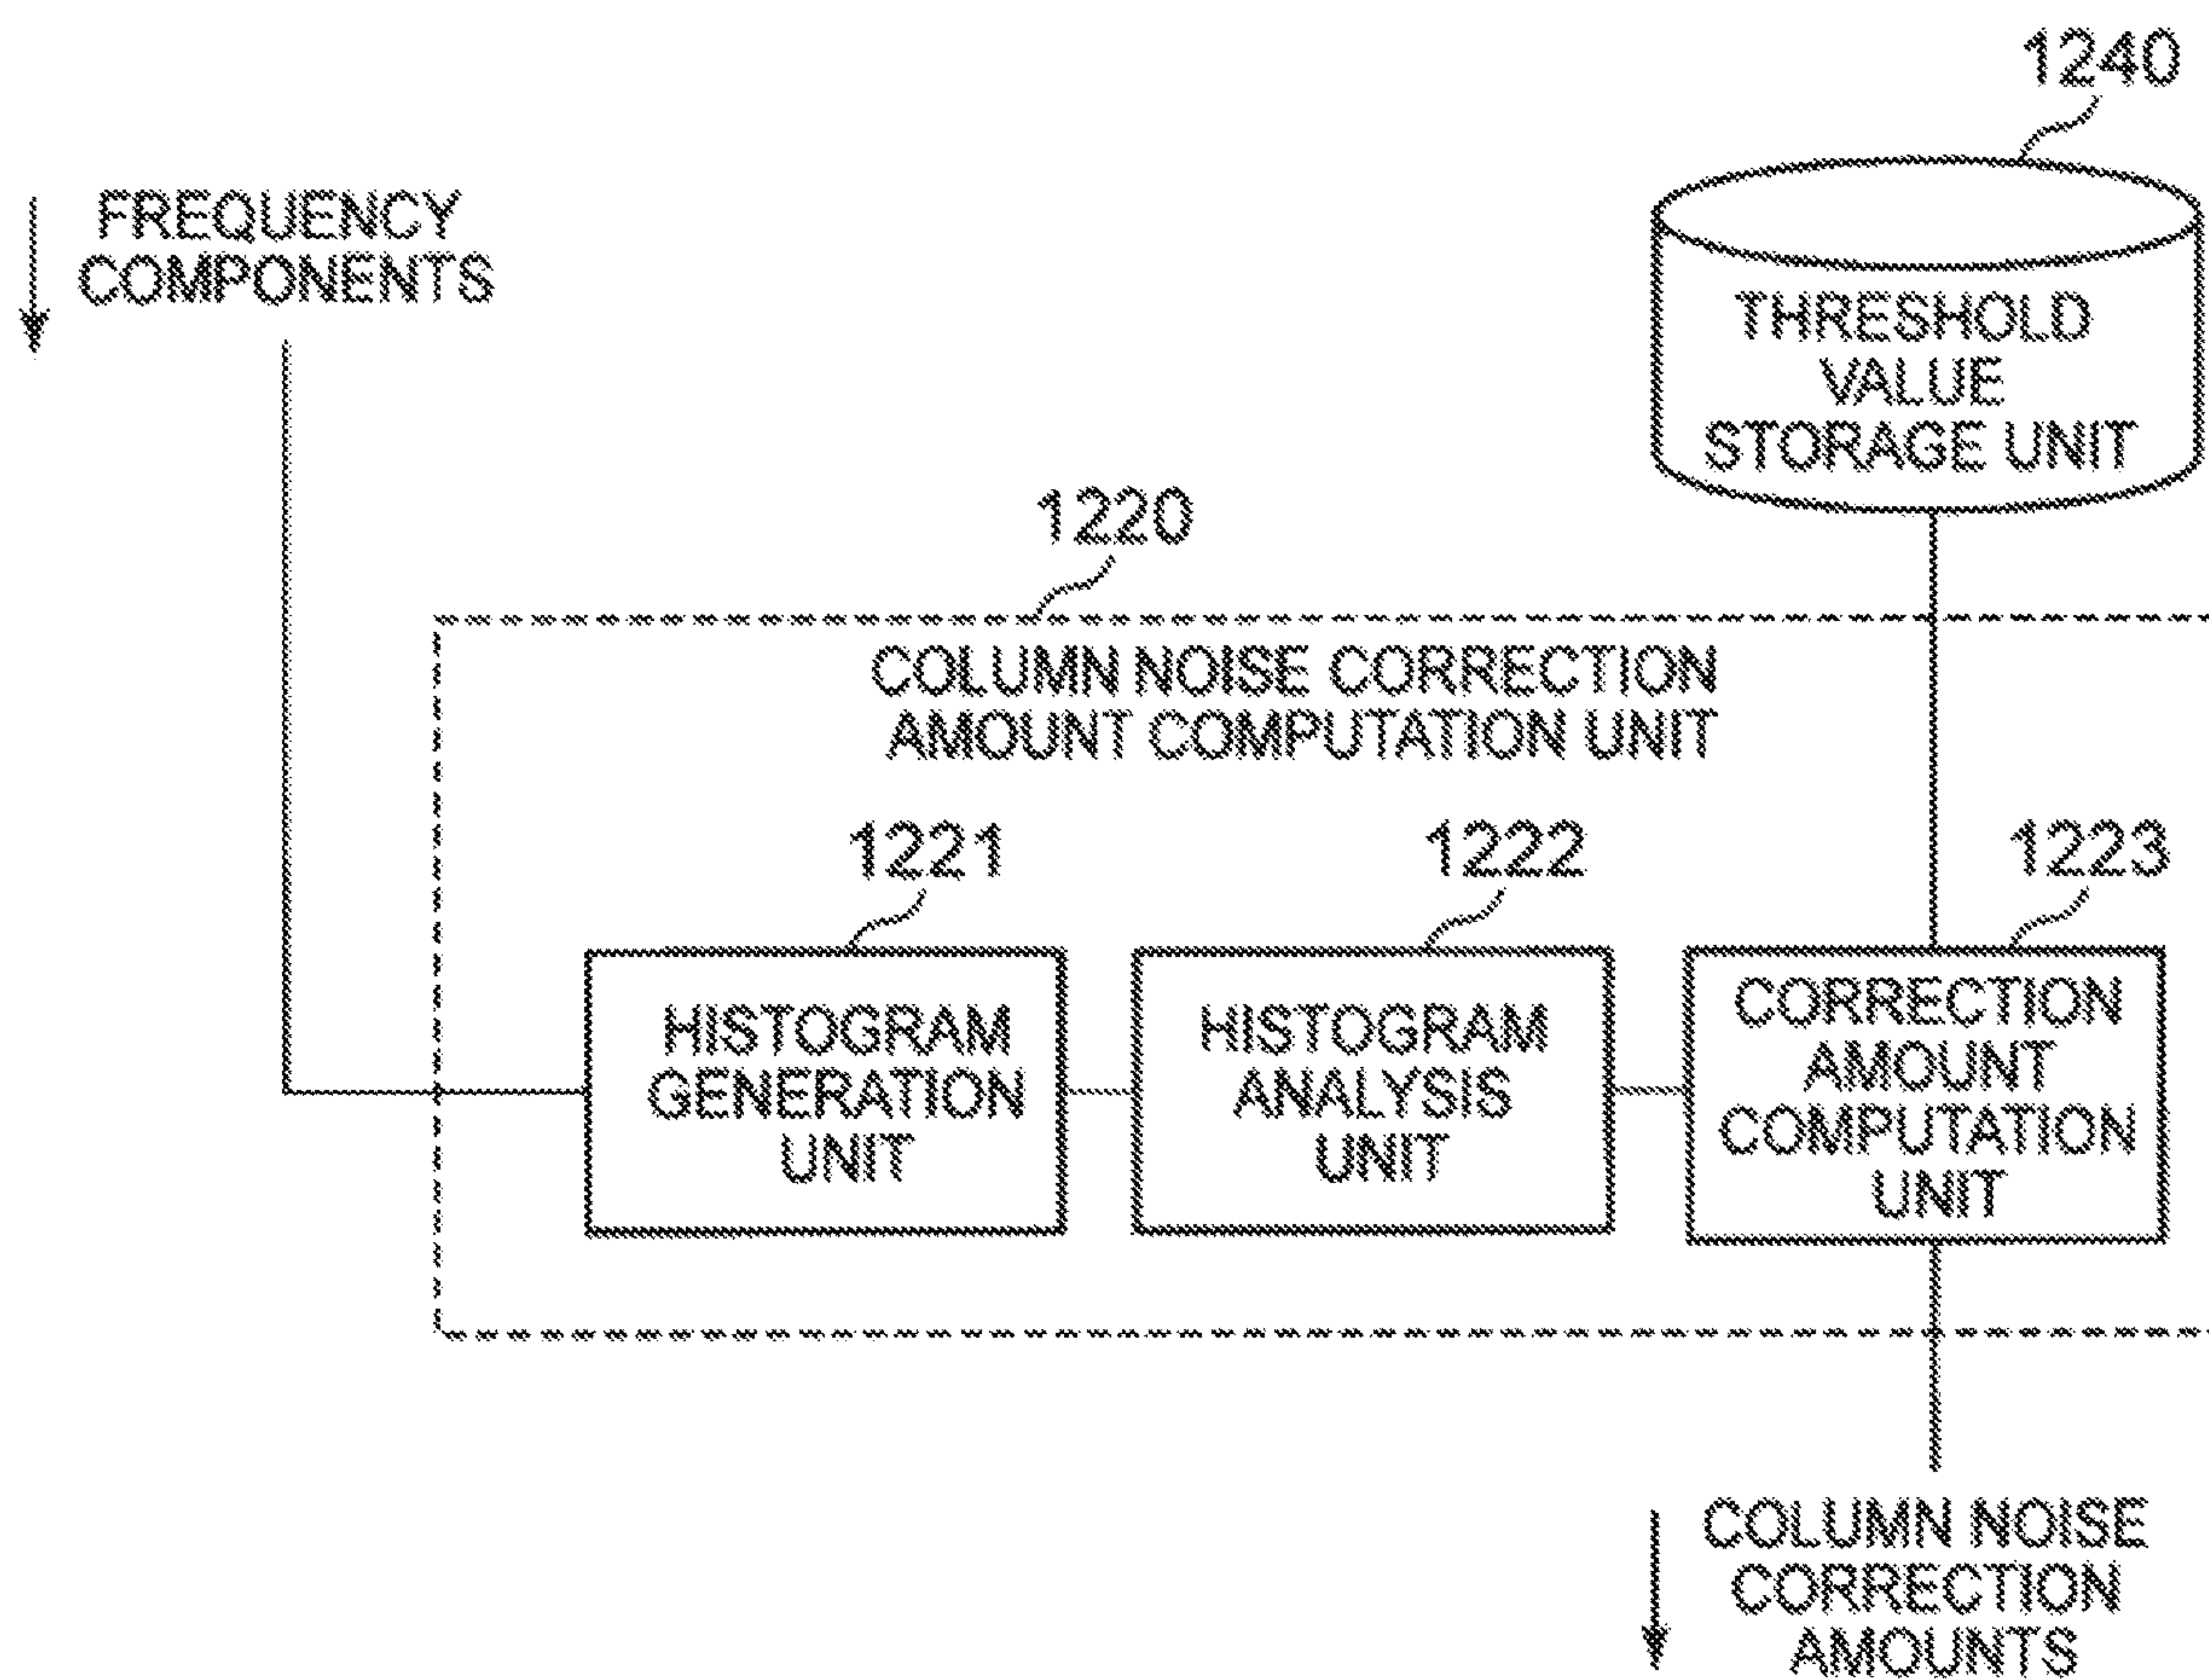 1240
FREQUENCY
COMPONENTS
THRESHOLD
VALUE
STORAGE UNIT
1220
COLUMN NOISE CORRECTION
AMOUNT COMPUTATION UNIT
1221
1222
1223
HISTOGRAM
GENERATION
UNIT
HISTOGRAM
ANALYSIS
UNIT
CORRECTION
AMOUNT
COMPUTATION
UNIT
COLUMN NOISE
CORRECTION
AMOUNTS